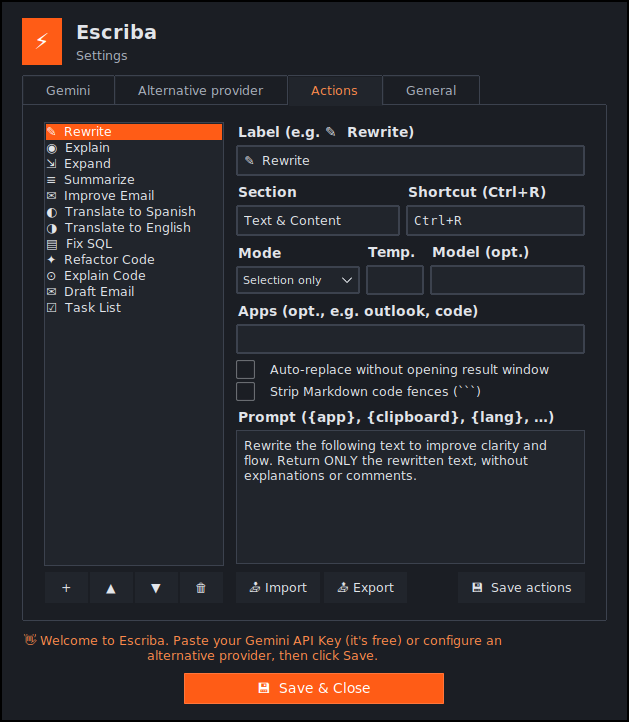 Escriba
Settings
Gemini
Alternative provider
Actions
General
✎ Rewrite
◉ Explain
⇲ Expand
≡ Summarize
✉ Improve Email
◐ Translate to Spanish
◑ Translate to English
▤ Fix SQL
✦ Refactor Code
⊙ Explain Code
✉ Draft Email
☑ Task List
+ ▲ ▼ 🗑
Label (e.g. ✎ Rewrite)
✎ Rewrite
Section
Shortcut (Ctrl+R)
Text & Content
Ctrl+R
Mode
Temp.
Model (opt.)
Selection only
Apps (opt., e.g. outlook, code)
Auto-replace without opening result window
Strip Markdown code fences (```)
Prompt ({app}, {clipboard}, {lang}, …)
Rewrite the following text to improve clarity and
flow. Return ONLY the rewritten text, without
explanations or comments.
📥 Import
📤 Export
💾 Save actions
👋 Welcome to Escriba. Paste your Gemini API Key (it's free) or configure an
alternative provider, then click Save.
💾 Save & Close